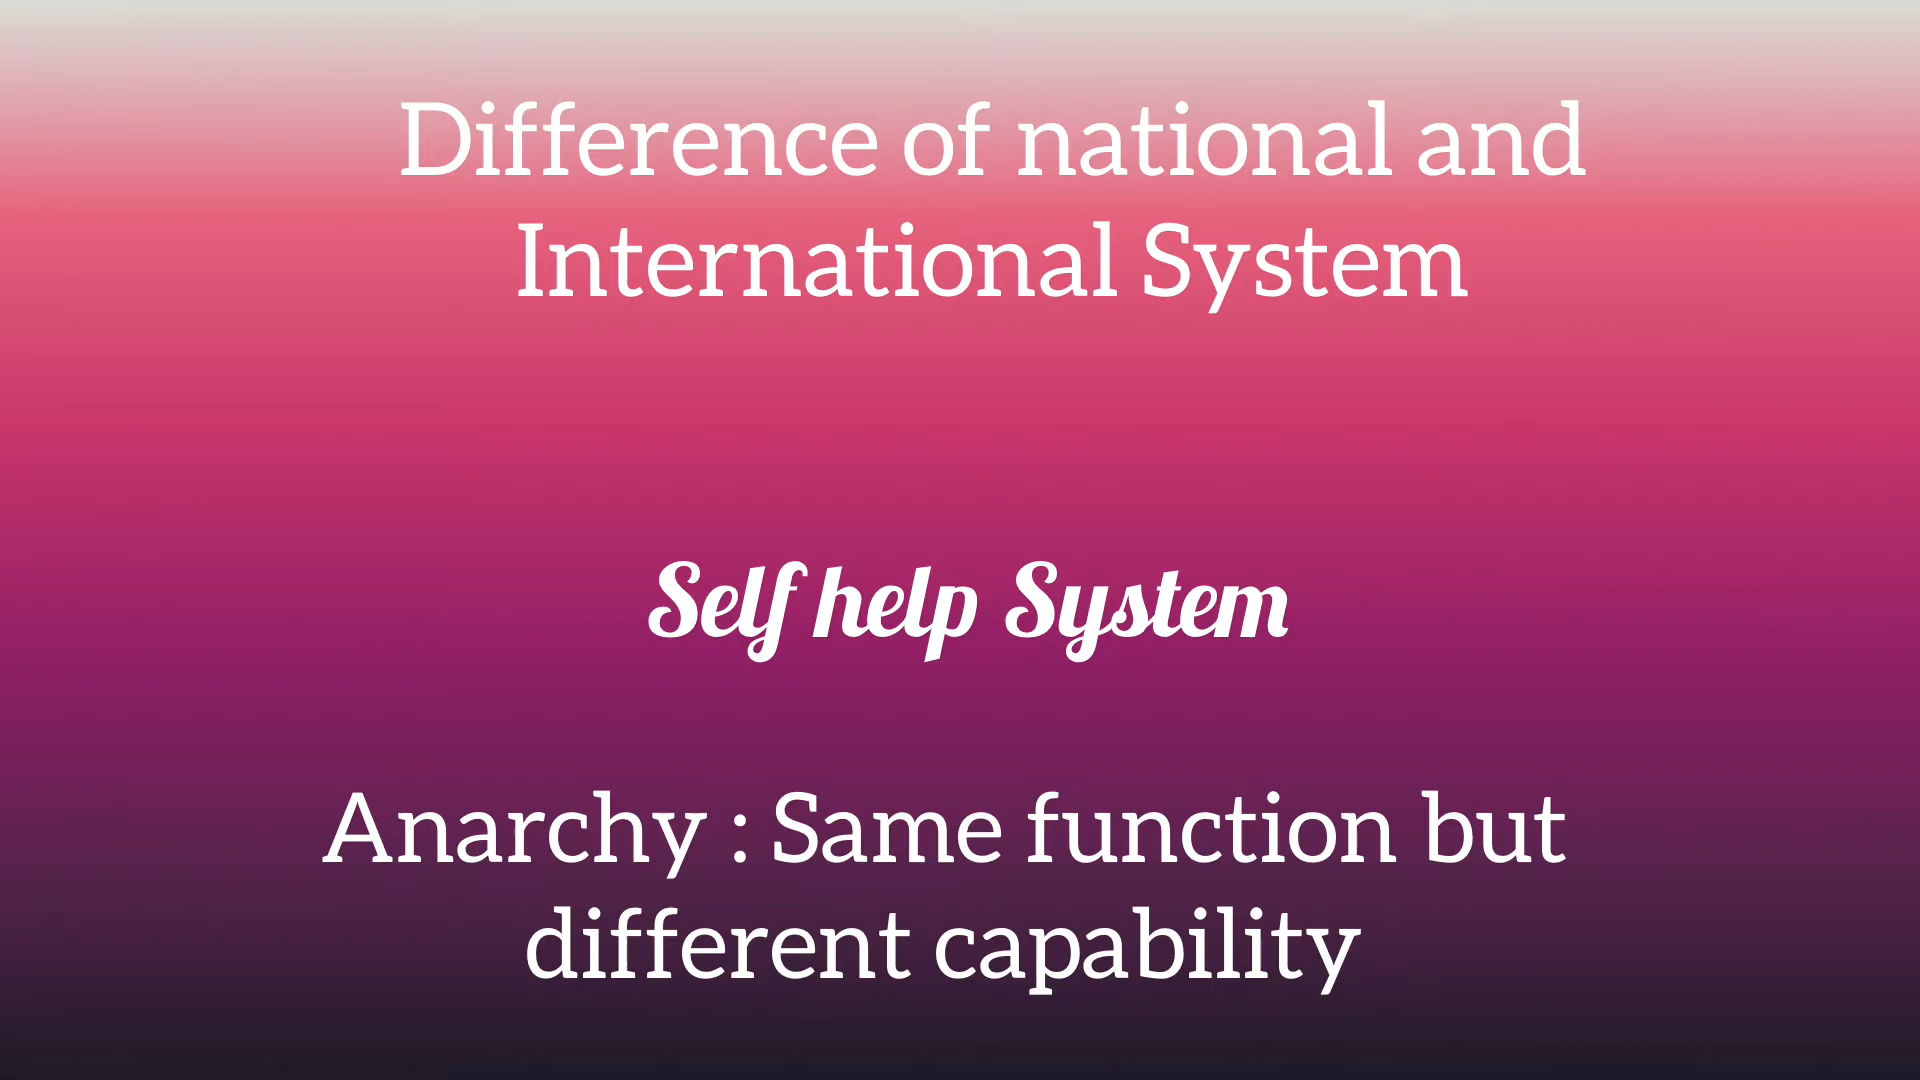 Difference of national and
International System
Self help System
Anarchy : Same function but
different capability